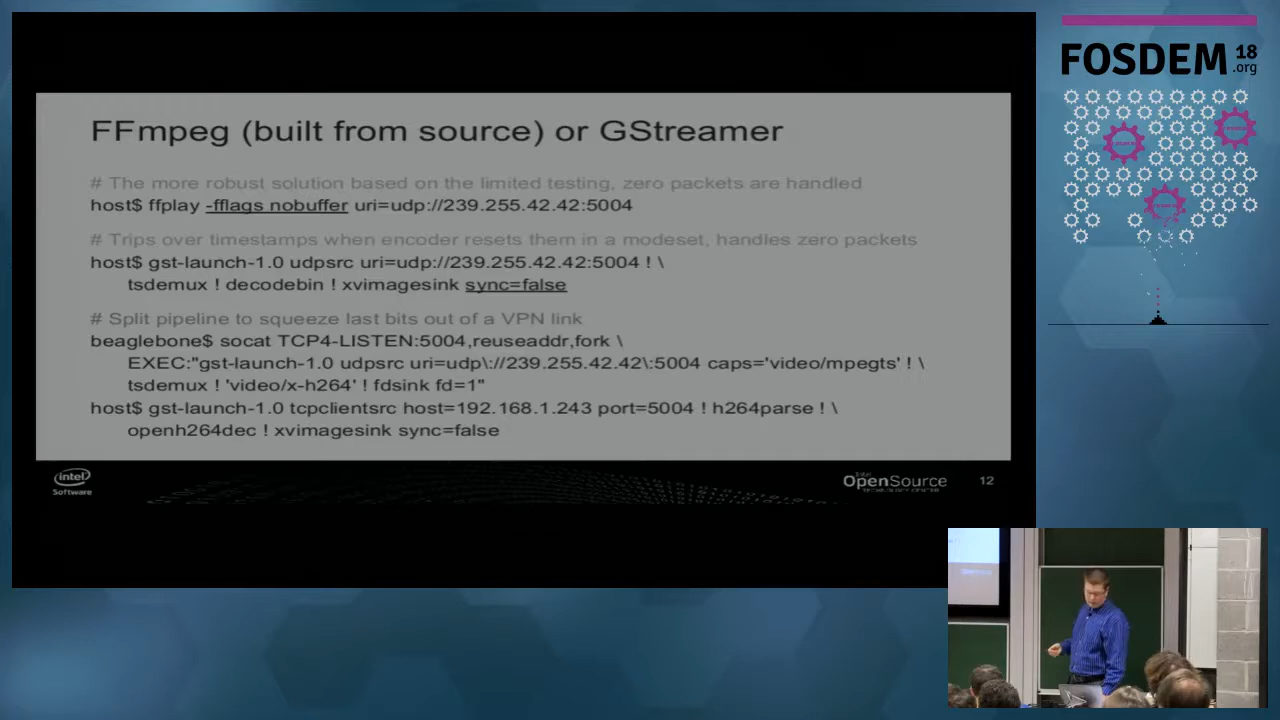 FOSDEM 18
.org
FFmpeg (built from source) or GStreamer
# The more robust solution based on the limited testing, zero packets are handled
host$ ffplay -fflags nobuffer uri=udp://239.255.42.42:5004
# Trips over timestamps when encoder resets them in a modeset, handles zero packets
host$ gst-launch-1.0 udpsrc uri=udp://239.255.42.42:5004 ! \
tsdemux ! decodebin ! xvimagesink sync=false
# Split pipeline to squeeze last bits out of a VPN link
beaglebone$ socat TCP4-LISTEN:5004,reuseaddr,fork \
EXEC:"gst-launch-1.0 udpsrc uri=udp\://239.255.42.42\:5004 caps='video/mpegts' ! \
tsdemux ! 'video/x-h264' ! fdsink fd=1"
host$ gst-launch-1.0 tcpclientsrc host=192.168.1.243 port=5004 ! h264parse ! \
openh264dec ! xvimagesink sync=false
intel
Software
Intel
OpenSource
TECHNOLOGY CENTER
12